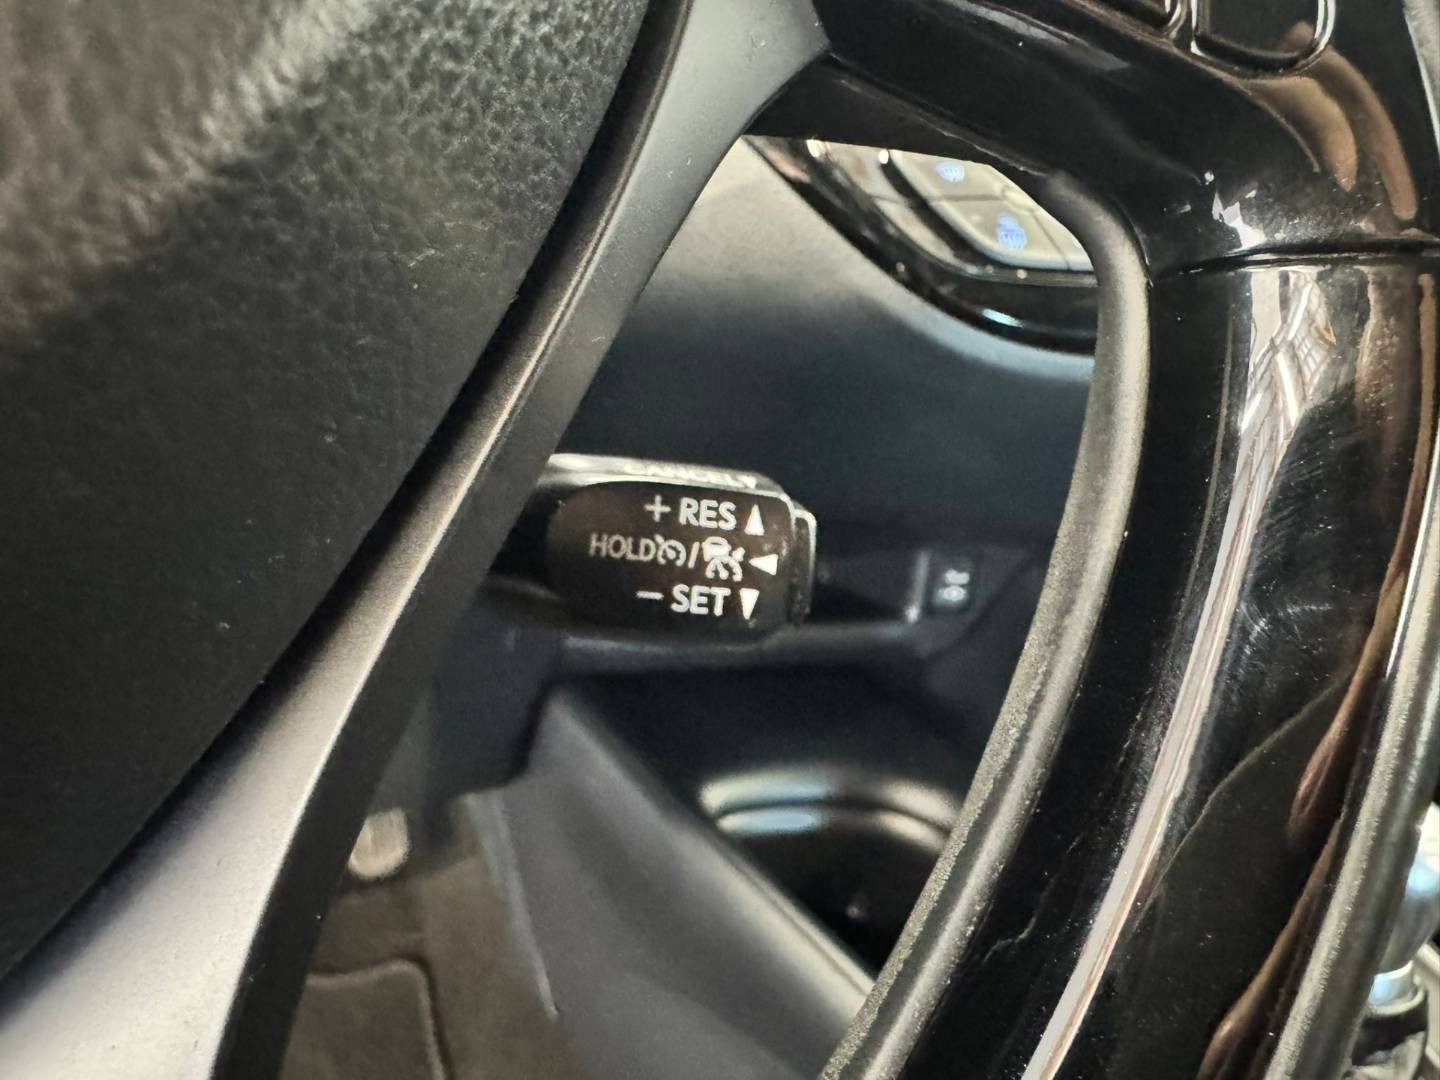 CANCEL
+ RES ▲
HOLD / ◀
− SET ▼